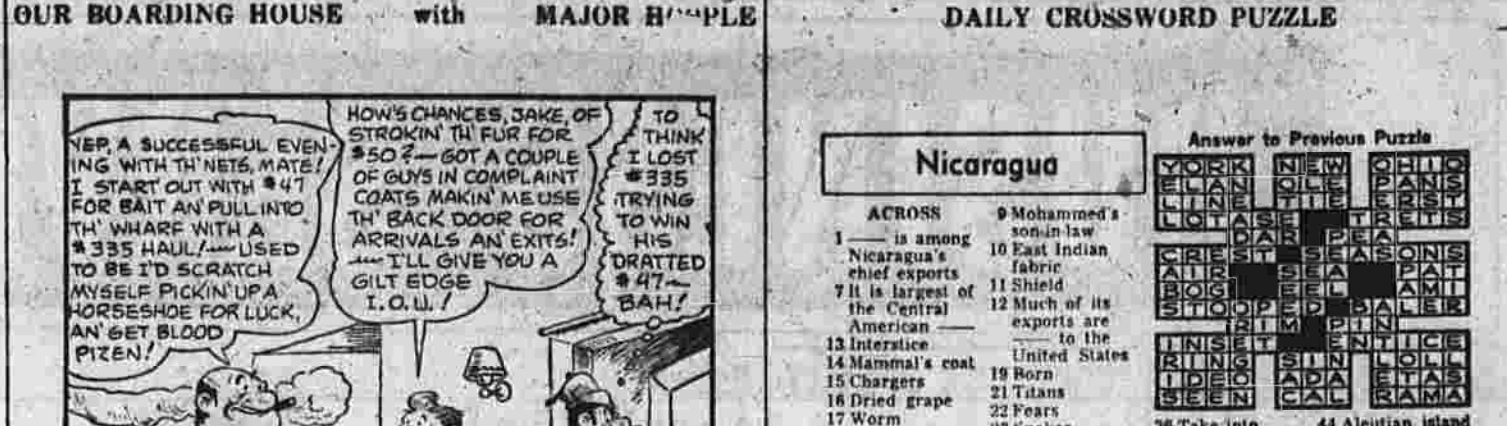 OUR BOARDING HOUSE with MAJOR
YEP, A SUCCESSFUL EVEN-
ING WITH TH' NETS, MATE!
I START OUT WITH $47
FOR BAIT AN' PULL INTO
TH' WHARF WITH A
$335 HAUL!—USED
TO BE I'D SCRATCH
MYSELF PICKIN' UP A
HORSESHOE FOR LUCK,
AN' GET BLOOD
PIZEN!
HOW'S CHANCES, JAKE, OF
STROKIN' TH' FUR FOR
$50?—GOT A COUPLE
OF GUYS IN COMPLAINT
COATS MAKIN' ME USE
TH' BACK DOOR FOR
ARRIVALS AN' EXITS!
—I'LL GIVE YOU A
GILT EDGE
I.O.U.!
TO
THINK
I LOST
$335
TRYING
TO WIN
HIS
DRATTED
$47—
BAH!
DAILY CROSSWORD PUZZLE
Nicaragua
ACROSS
1 —— is among
Nicaragua's
chief exports
7 It is largest of
the Central
American ——
13 Interstice
14 Mammal's coat
15 Chargers
16 Dried grape
17 Worm
9 Mohammed's
son-in-law
10 East Indian
fabric
11 Shield
12 Much of its
exports are
—— to the
United States
19 Born
21 Titans
22 Fears
Answer to Previous Puzzle
YORK NEW OHIO
ELAN OLE PANS
LINE TIE ERST
LOTASE TRETS
DAR PEA
CREST SEASONS
AIR SEA PAT
BOG EEL AMI
STOOPED BALER
RIM PIN
INSET ENTICE
RING SIN LOLL
IDEO ADA ETAS
SEEN CAL RAMA
26 Take into
44 Aleutian island